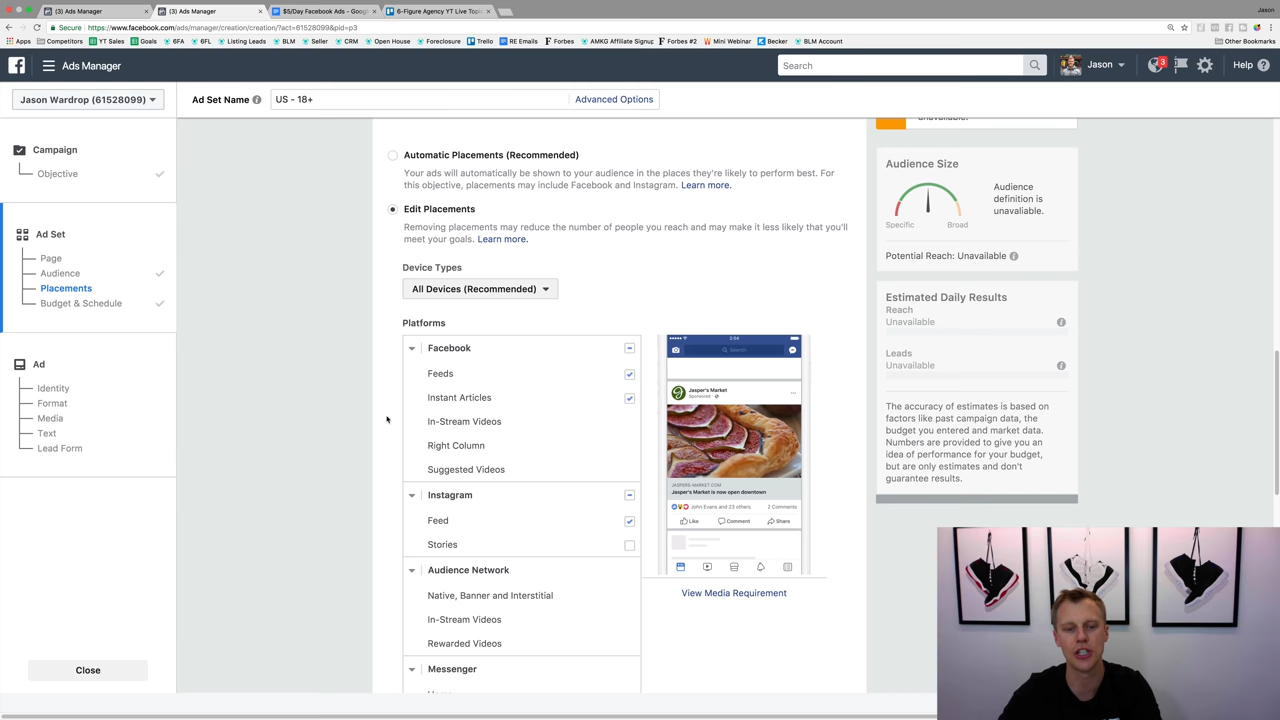 (3) Ads Manager
(3) Ads Manager
$5/Day Facebook Ads - Goog
6-Figure Agency YT Live Topi
Jason
Secure
https://www.facebook.com/ads/manager/creation/creation/?act=61528099&pid=p3
Apps Competitors YT Sales Goals 6FA 6FL Listing Leads BLM Seller CRM Open House Foreclosure Trello RE Emails Forbes AMKG Affiliate Signup Forbes #2 Mini Webinar Becker BLM Account Other Bookmarks
Ads Manager
Search
Jason
3
Help
Jason Wardrop (61528099)
Ad Set Name
US - 18+
Advanced Options
Campaign
Objective
Ad Set
Page
Audience
Placements
Budget & Schedule
Ad
Identity
Format
Media
Text
Lead Form
Close
Automatic Placements (Recommended)
Your ads will automatically be shown to your audience in the places they're likely to perform best. For
this objective, placements may include Facebook and Instagram. Learn more.
Edit Placements
Removing placements may reduce the number of people you reach and may make it less likely that you'll
meet your goals. Learn more.
Device Types
All Devices (Recommended)
Platforms
Facebook
Feeds
Instant Articles
In-Stream Videos
Right Column
Suggested Videos
Instagram
Feed
Stories
Audience Network
Native, Banner and Interstitial
In-Stream Videos
Rewarded Videos
Messenger
2:04
Search
Jasper's Market
Sponsored
JASPERS-MARKET.COM
Jasper's Market is now open downtown
John Evans and 23 others
2 Comments
Like Comment Share
View Media Requirement
unavailable.
Audience Size
Specific
Broad
Audience
definition is
unavailable.
Potential Reach: Unavailable
Estimated Daily Results
Reach
Unavailable
Leads
Unavailable
The accuracy of estimates is based on
factors like past campaign data, the
budget you entered and market data.
Numbers are provided to give you an
idea of performance for your budget,
but are only estimates and don't
guarantee results.